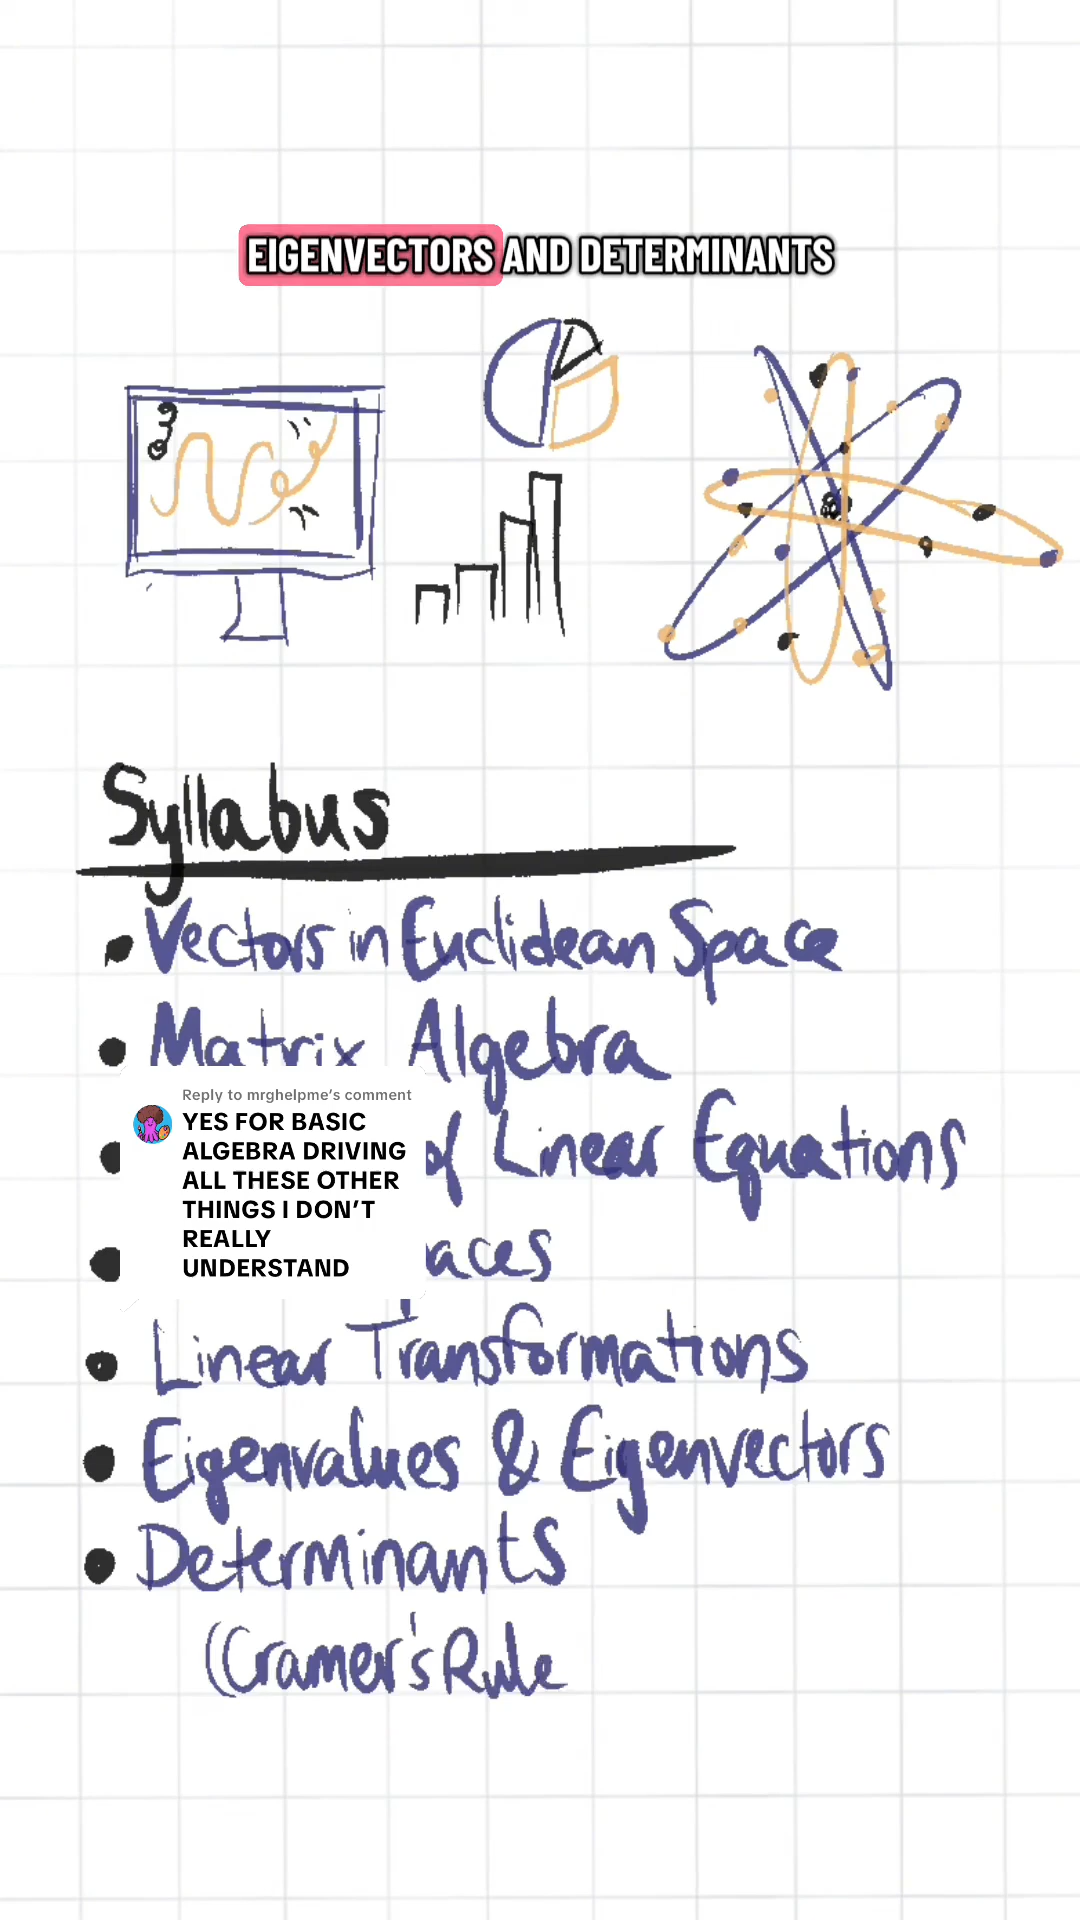 EIGENVECTORS AND DETERMINANTS
Syllabus
• Vectors in Euclidean Space
• Matrix Algebra
• of Linear Equations
• aces
• Linear Transformations
• Eigenvalues & Eigenvectors
• Determinants
(Cramer's Rule
Reply to mrghelpme's comment
YES FOR BASIC
ALGEBRA DRIVING
ALL THESE OTHER
THINGS I DON'T
REALLY
UNDERSTAND